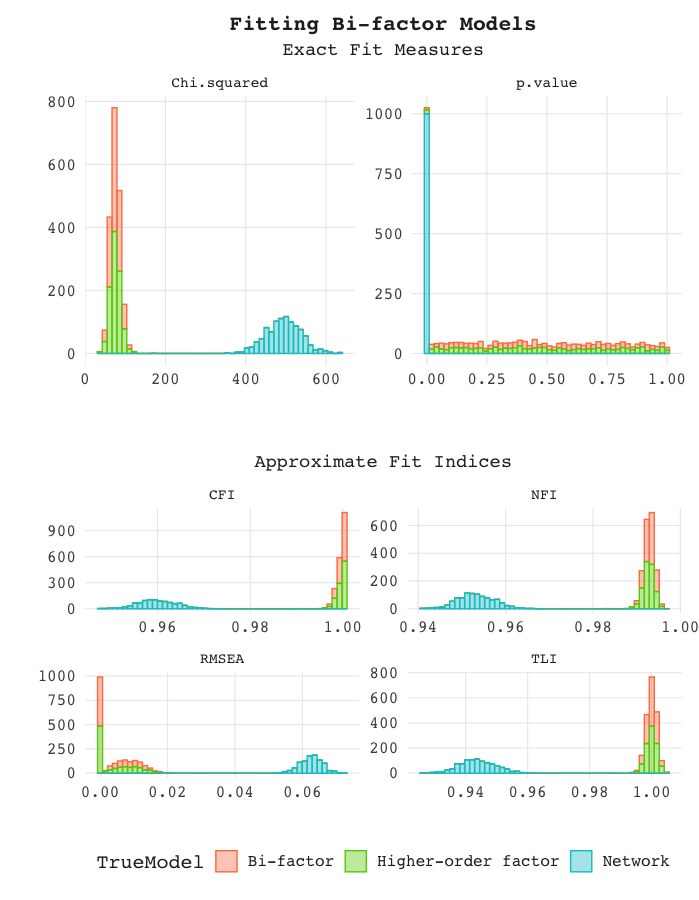 Fitting Bi-factor Models
Exact Fit Measures
Chi.squared
800
600
400
200
0
0 200 400 600
p.value
1000
750
500
250
0
0.00 0.25 0.50 0.75 1.00
Approximate Fit Indices
CFI
900
600
300
0
0.96 0.98 1.00
NFI
600
400
200
0
0.94 0.96 0.98 1.00
RMSEA
1000
750
500
250
0
0.00 0.02 0.04 0.06
TLI
800
600
400
200
0
0.94 0.96 0.98 1.00
TrueModel Bi-factor Higher-order factor Network